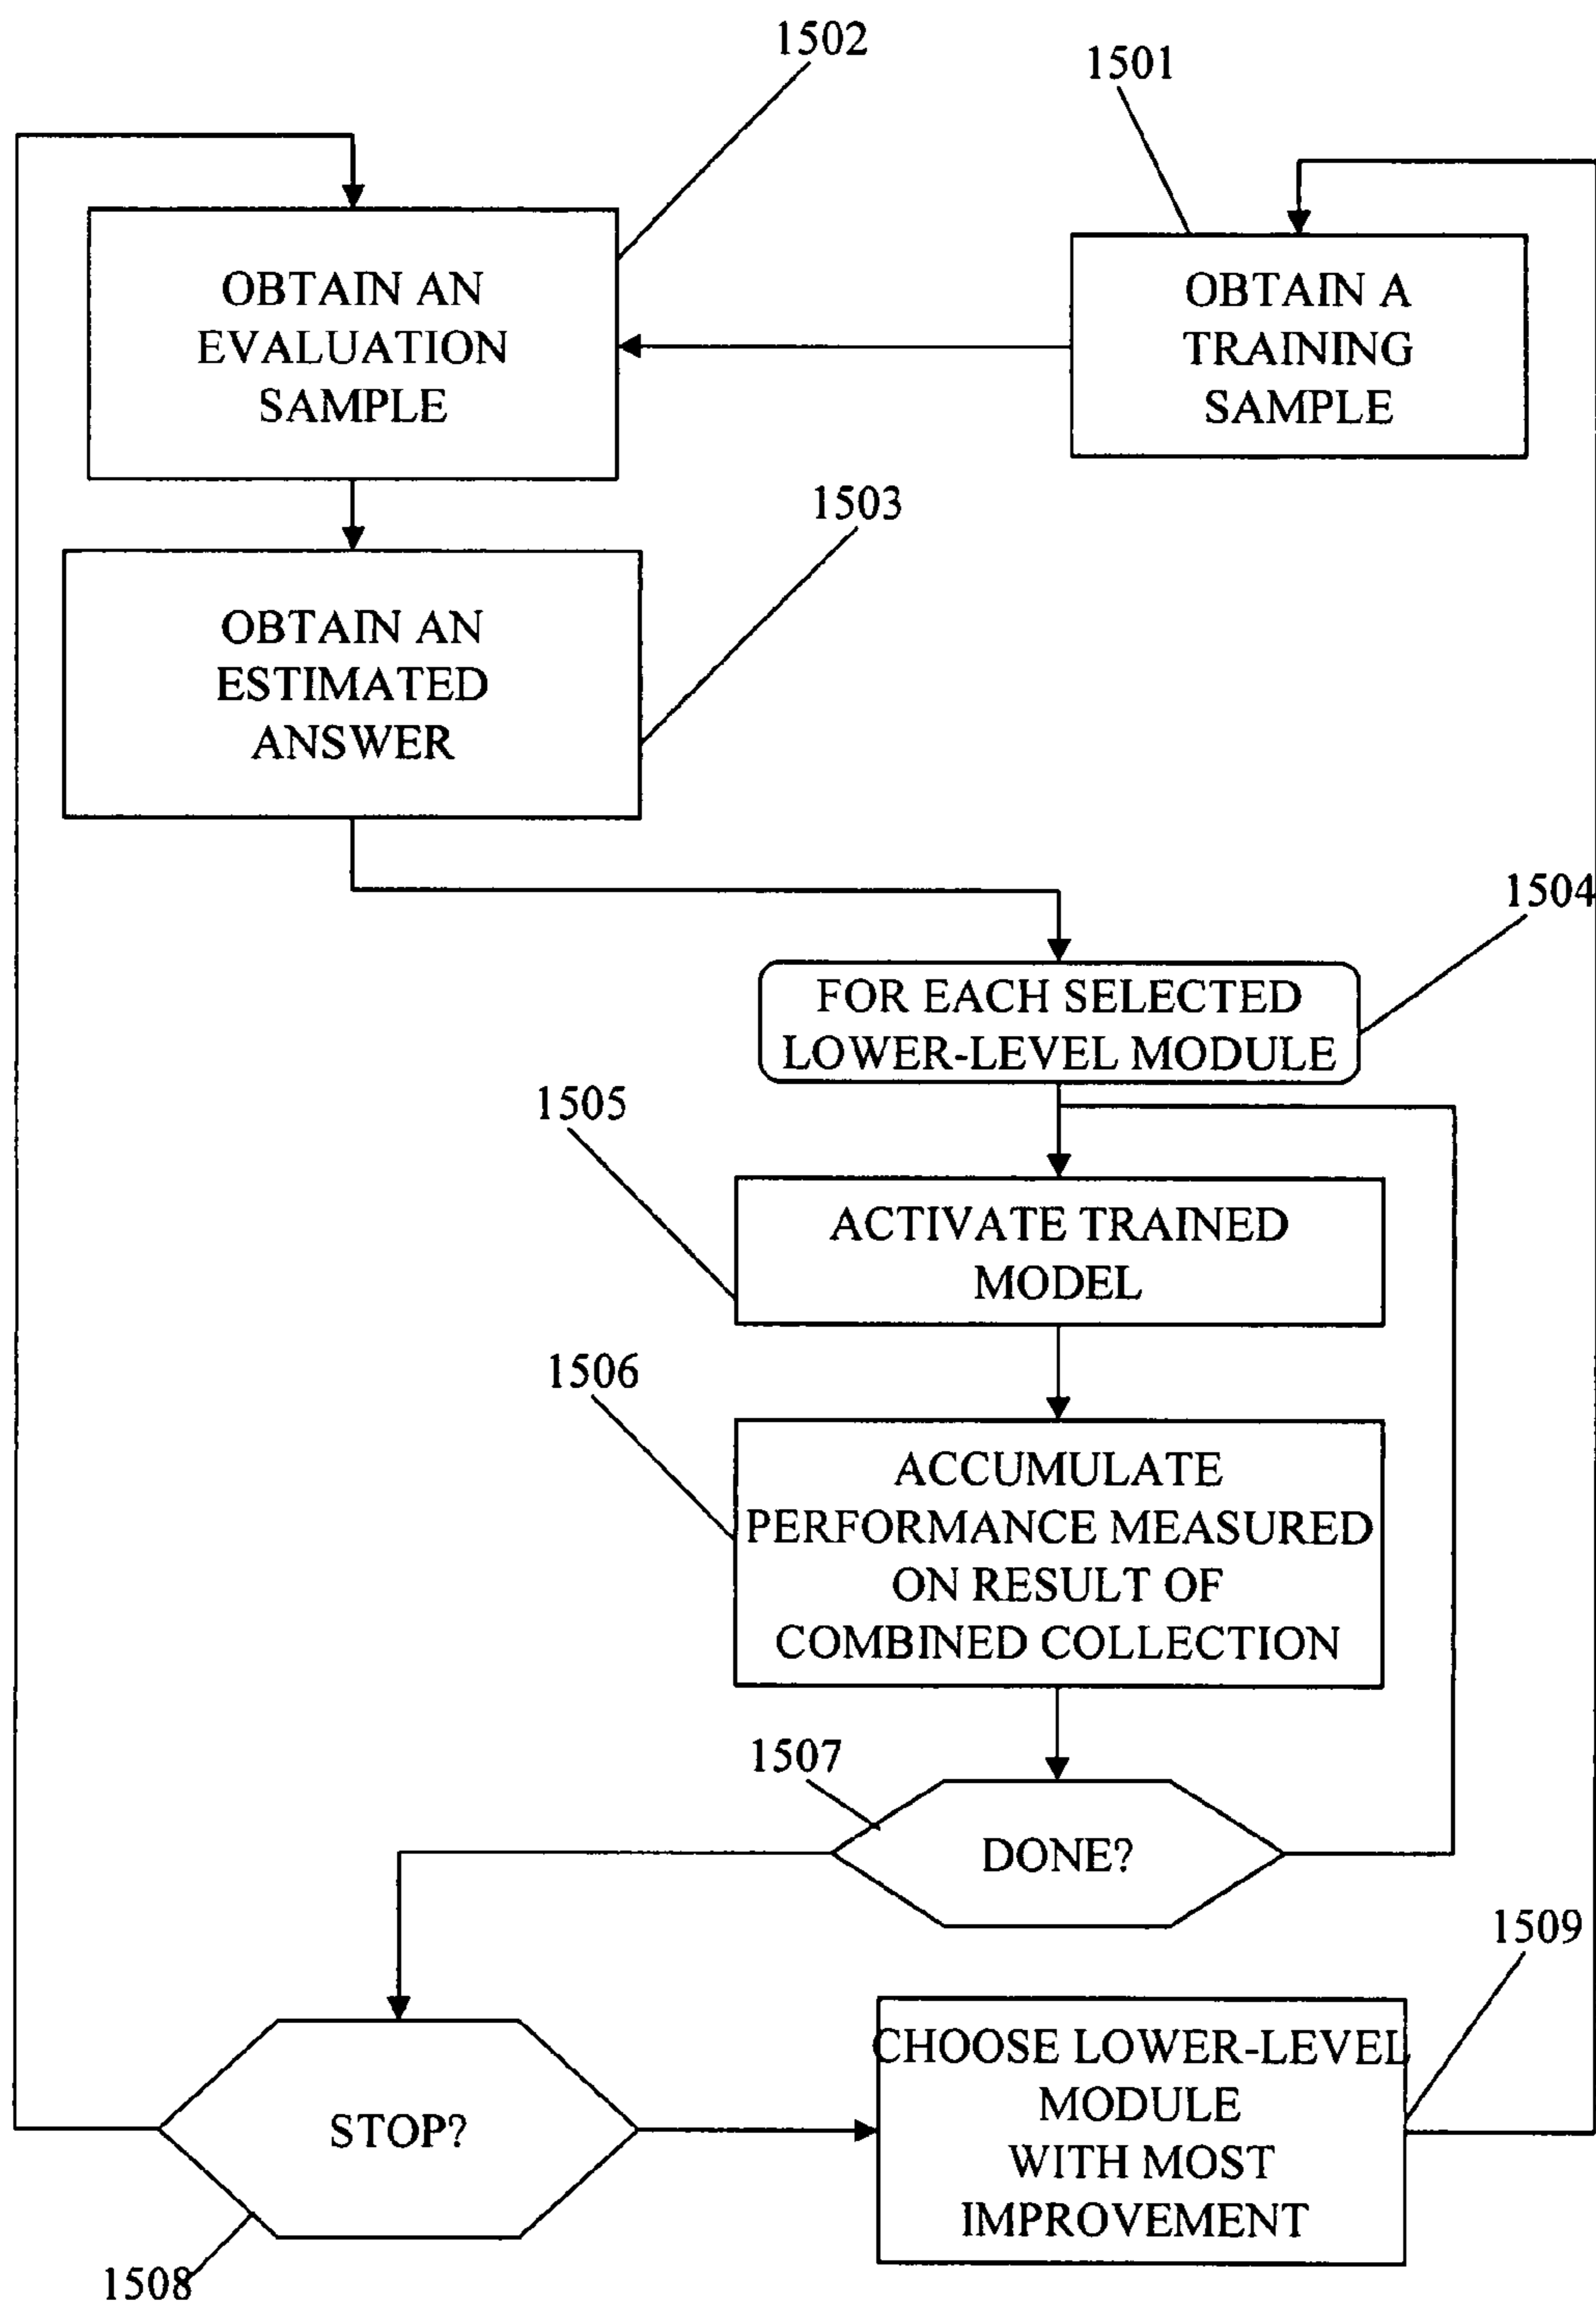 1502
1501
OBTAIN AN
EVALUATION
SAMPLE
OBTAIN A
TRAINING
SAMPLE
1503
OBTAIN AN
ESTIMATED
ANSWER
1504
FOR EACH SELECTED
LOWER-LEVEL MODULE
1505
ACTIVATE TRAINED
MODEL
1506
ACCUMULATE
PERFORMANCE MEASURED
ON RESULT OF
COMBINED COLLECTION
1507
DONE?
1509
STOP?
CHOOSE LOWER-LEVEL
MODULE
WITH MOST
IMPROVEMENT
1508